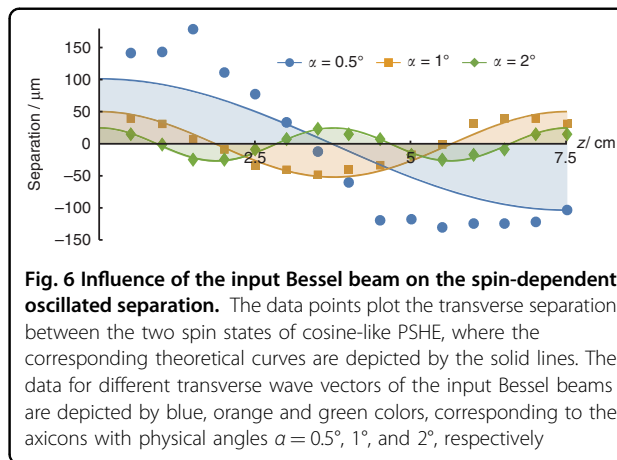 150
α = 0.5° α = 1° α = 2°
100
50
0
−50
−100
−150
Separation / μm
2.5
5
7.5
z/ cm
Fig. 6 Influence of the input Bessel beam on the spin-dependent
oscillated separation. The data points plot the transverse separation
between the two spin states of cosine-like PSHE, where the
corresponding theoretical curves are depicted by the solid lines. The
data for different transverse wave vectors of the input Bessel beams
are depicted by blue, orange and green colors, corresponding to the
axicons with physical angles α = 0.5°, 1°, and 2°, respectively